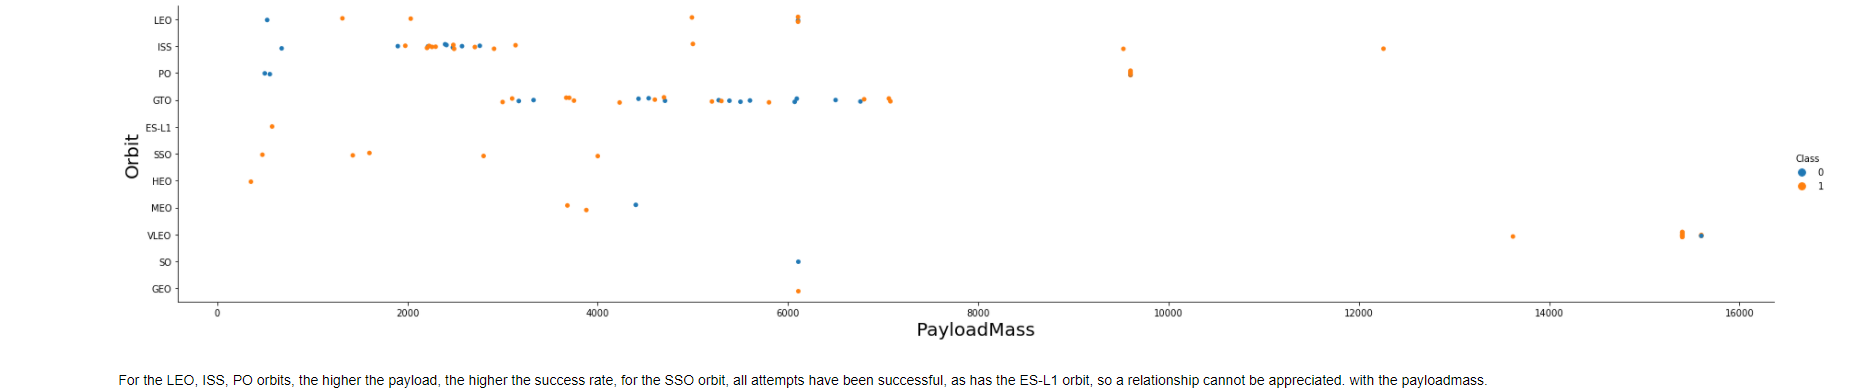 LEO
ISS
PO
GTO
ES-L1
SSO
HEO
MEO
VLEO
SO
GEO
Orbit
0 2000 4000 6000 8000 10000 12000 14000 16000
PayloadMass
Class
0
1
For the LEO, ISS, PO orbits, the higher the payload, the higher the success rate, for the SSO orbit, all attempts have been successful, as has the ES-L1 orbit, so a relationship cannot be appreciated. with the payloadmass.